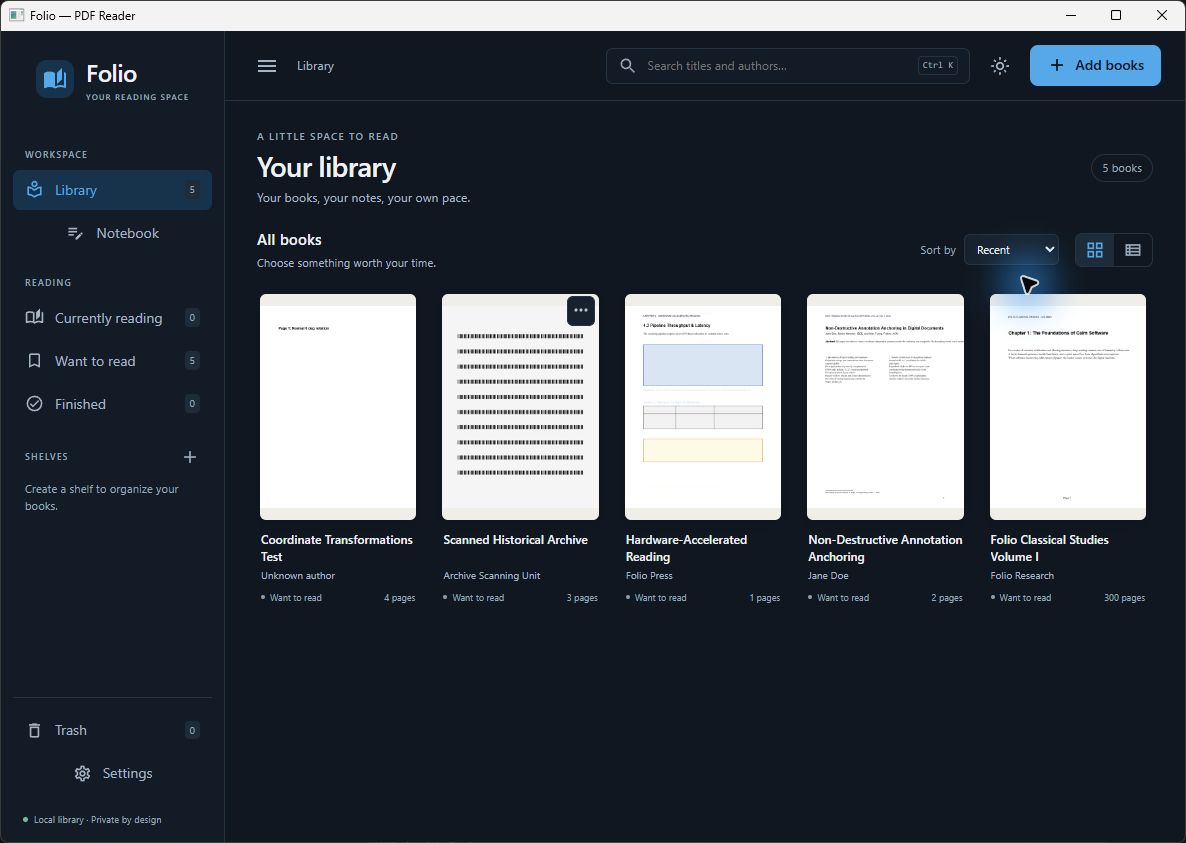 Folio — PDF Reader
Folio
YOUR READING SPACE
WORKSPACE
Library 5
Notebook
READING
Currently reading 0
Want to read 5
Finished 0
SHELVES
Create a shelf to organize your
books.
Trash 0
Settings
Local library · Private by design
Library
Search titles and authors...
Ctrl K
Add books
A LITTLE SPACE TO READ
Your library
Your books, your notes, your own pace.
5 books
All books
Choose something worth your time.
Sort by Recent
4.2 Pipeline Throughput & Latency
Non-Destructive Annotation Anchoring in Digital Documents
Chapter 1: The Foundations of Calm Software
Coordinate Transformations
Test
Unknown author
Want to read 4 pages
Scanned Historical Archive
Archive Scanning Unit
Want to read 3 pages
Hardware-Accelerated
Reading
Folio Press
Want to read 1 pages
Non-Destructive Annotation
Anchoring
Jane Doe
Want to read 2 pages
Folio Classical Studies
Volume I
Folio Research
Want to read 300 pages